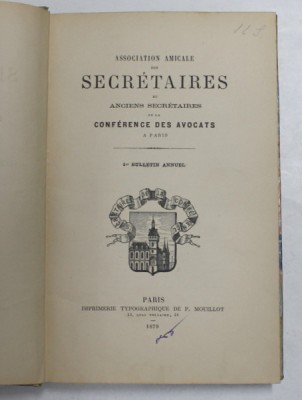 ASSOCIATION AMICALE
DES
SECRÉTAIRES
ET
ANCIENS SECRÉTAIRES
DE LA
CONFÉRENCE DES AVOCATS
A PARIS
BULLETIN ANNUEL
PARIS
IMPRIMERIE TYPOGRAPHIQUE DE P. MOUILLOT
1879